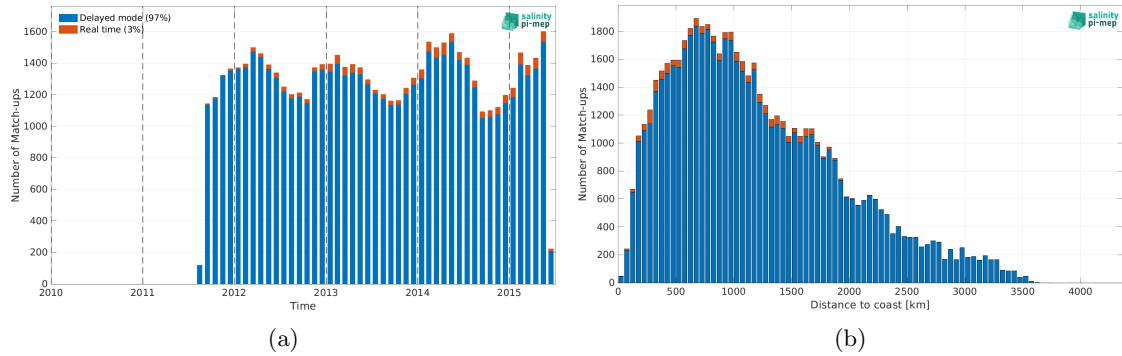 Delayed mode (97%)
Real time (3%)
salinity
pi-mep
Number of Match-ups
1600
1400
1200
1000
800
600
400
200
0
2010 2011 2012 2013 2014 2015
Time
(a)
salinity
pi-mep
Number of Match-ups
1800
1600
1400
1200
1000
800
600
400
200
0
0 500 1000 1500 2000 2500 3000 3500 4000
Distance to coast [km]
(b)